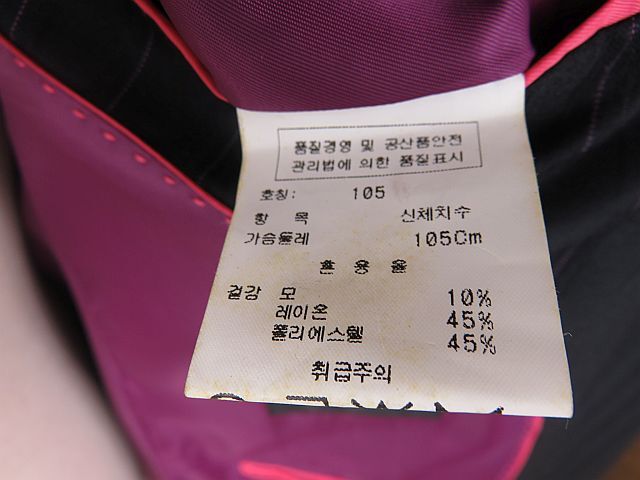 품질경영 및 공산품안전
관리법에 의한 품질표시
호칭: 105
항 목 신체치수
가슴둘레 105Cm
혼 용 율
겉감 모 10%
레이온 45%
폴리에스텔 45%
취급주의